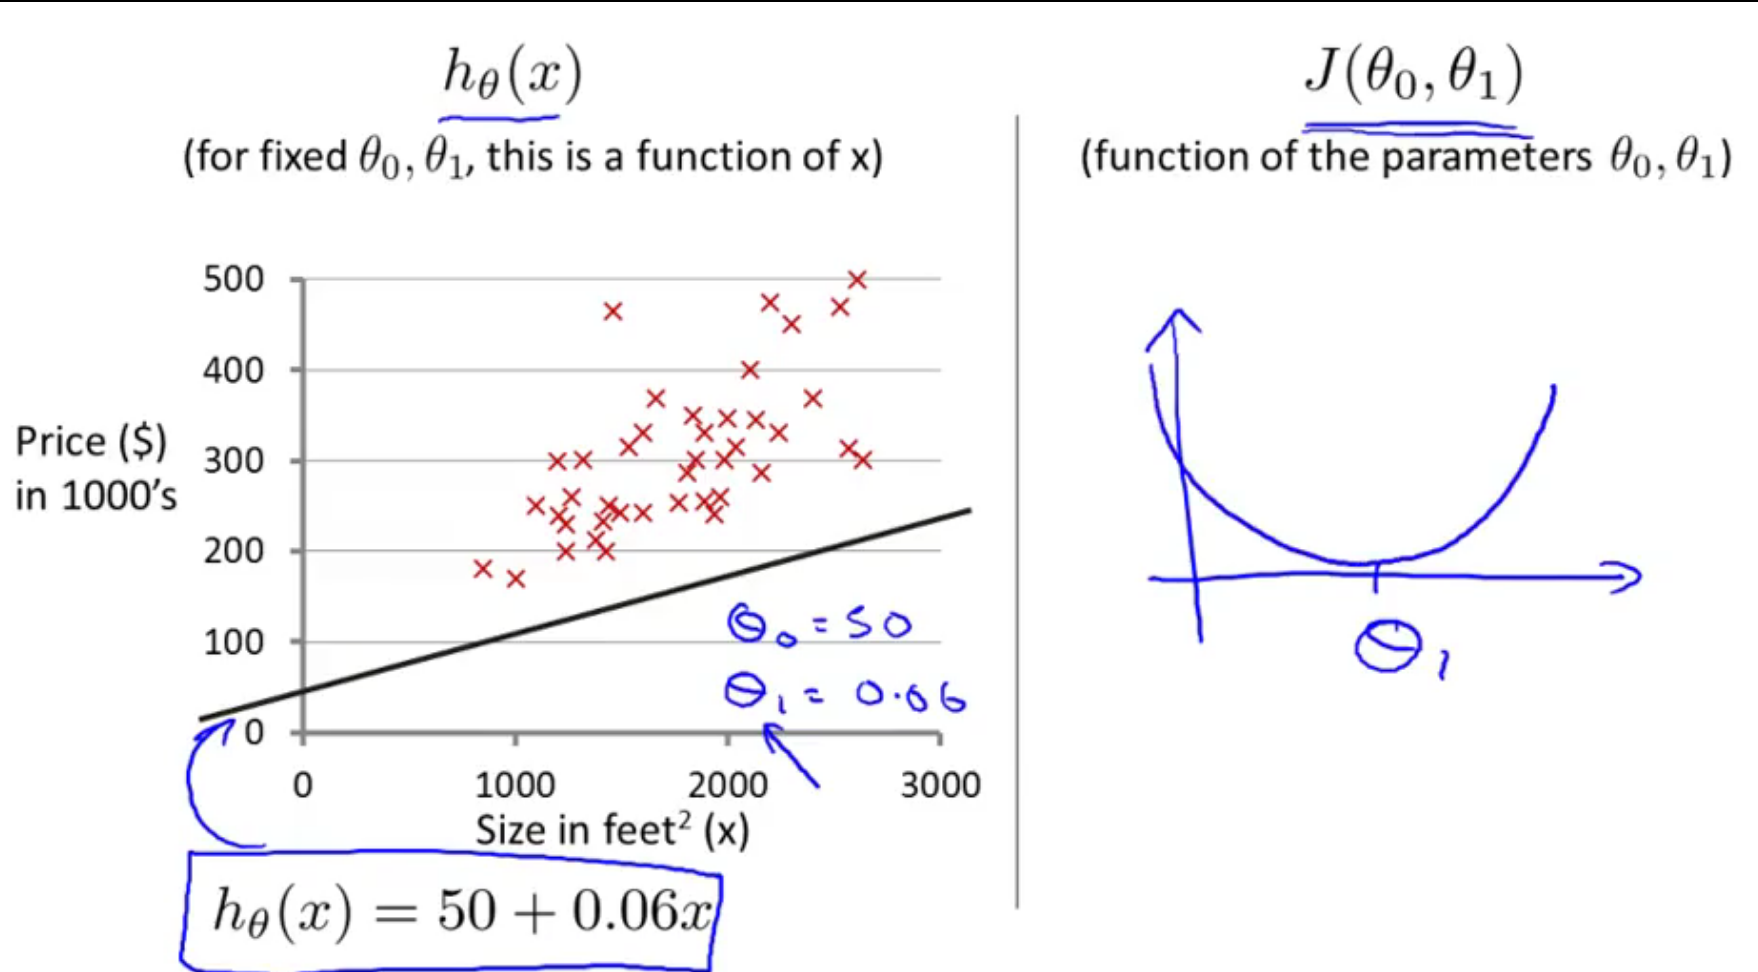 hθ(x)
(for fixed θ0, θ1, this is a function of x)
500
400
300
200
100
0
Price ($)
in 1000's
0 1000 2000 3000
Size in feet² (x)
Θ0 = 50
Θ1 = 0.06
hθ(x) = 50 + 0.06x
J(θ0, θ1)
(function of the parameters θ0, θ1)
Θ1